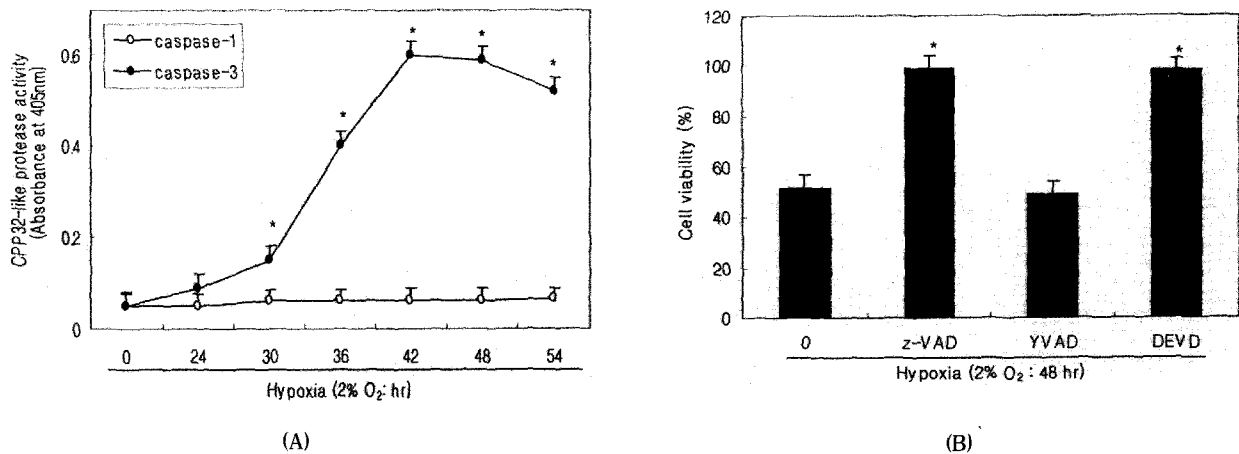 caspase-1
caspase-3
CPP32-like protease activity
(Absorbance at 405nm)
0.6
0.4
0.2
0
* * * * *
0 24 30 36 42 48 54
Hypoxia (2% O₂: hr)
(A)
Cell viability (%)
120
100
80
60
40
20
0
* *
0 z-VAD YVAD DEVD
Hypoxia (2% O₂ : 48 hr)
(B)